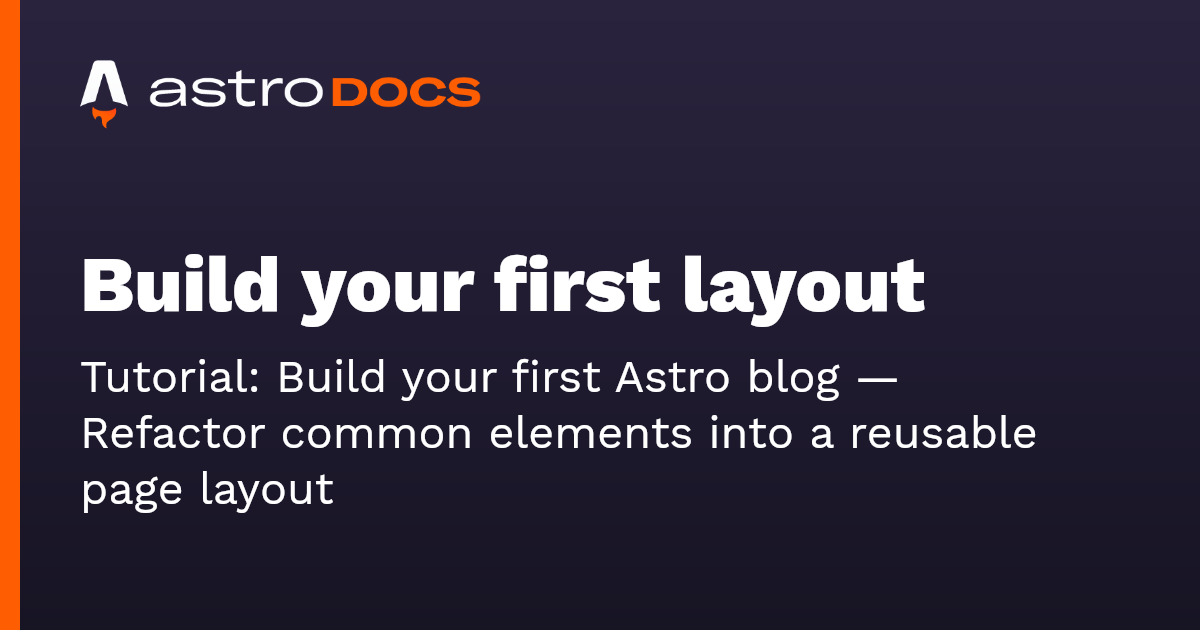 astro DOCS
Build your first layout
Tutorial: Build your first Astro blog —
Refactor common elements into a reusable
page layout